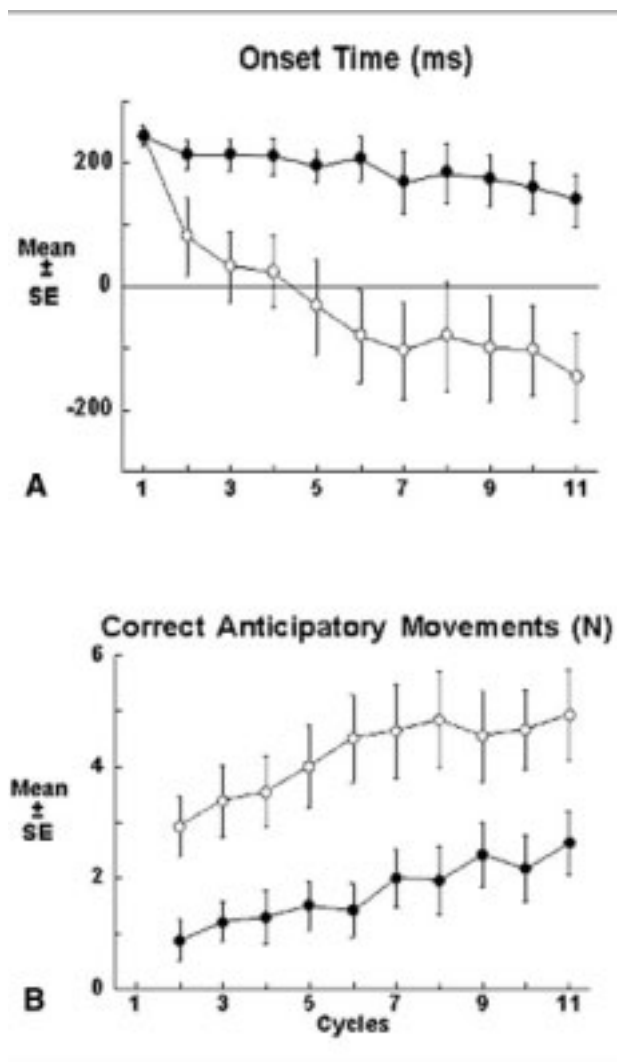 Onset Time (ms)
200
Mean
±
SE
0
-200
A
1 3 5 7 9 11
Correct Anticipatory Movements (N)
6
4
Mean
±
SE
2
0
B
1 3 5 7 9 11
Cycles